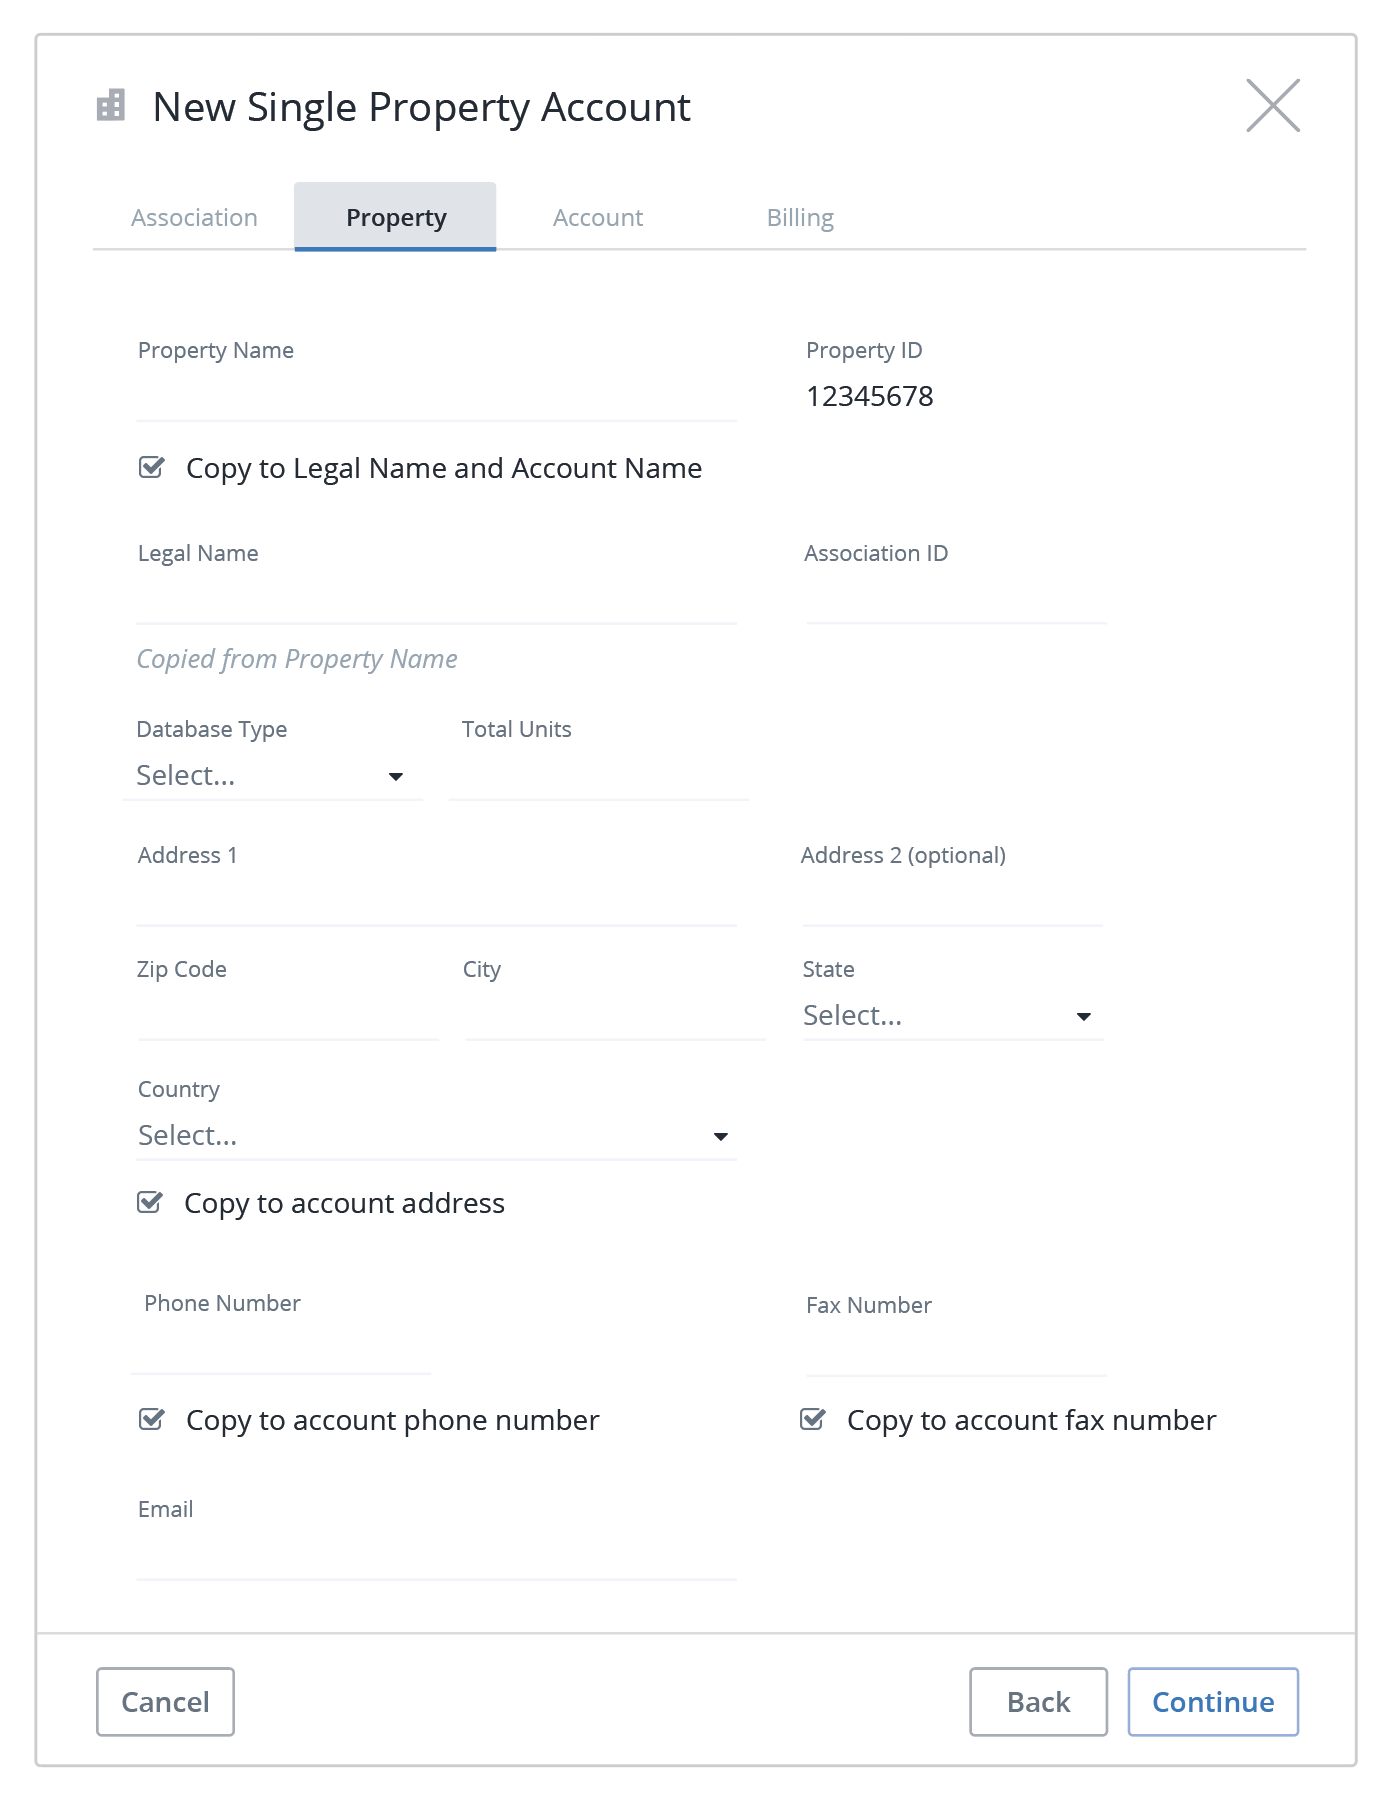 New Single Property Account
Association Property Account Billing
Property Name Property ID
12345678
Copy to Legal Name and Account Name
Legal Name Association ID
Copied from Property Name
Database Type Total Units
Select...
Address 1 Address 2 (optional)
Zip Code City State
Select...
Country
Select...
Copy to account address
Phone Number Fax Number
Copy to account phone number Copy to account fax number
Email
Cancel Back Continue